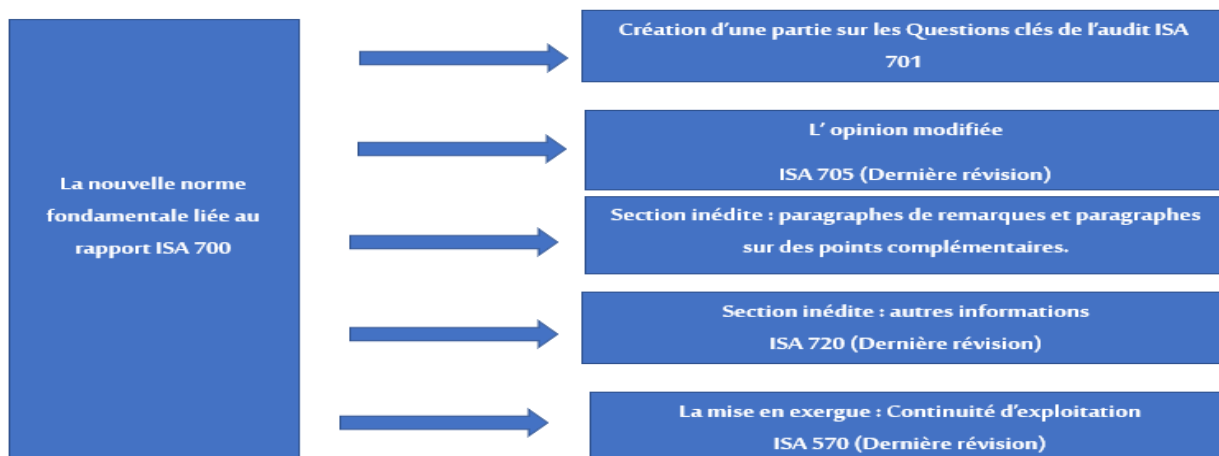 La nouvelle norme
fondamentale liée au
rapport ISA 700
Création d'une partie sur les Questions clés de l'audit ISA
701
L' opinion modifiée
ISA 705 (Dernière révision)
Section inédite : paragraphes de remarques et paragraphes
sur des points complémentaires.
Section inédite : autres informations
ISA 720 (Dernière révision)
La mise en exergue : Continuité d'exploitation
ISA 570 (Dernière révision)